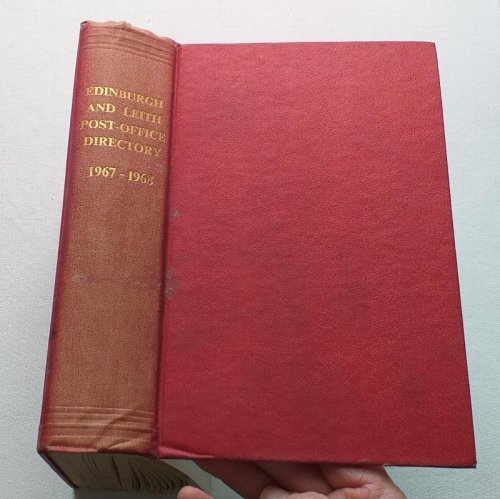 EDINBURGH
AND LEITH
POST-OFFICE
DIRECTORY
1967-1968